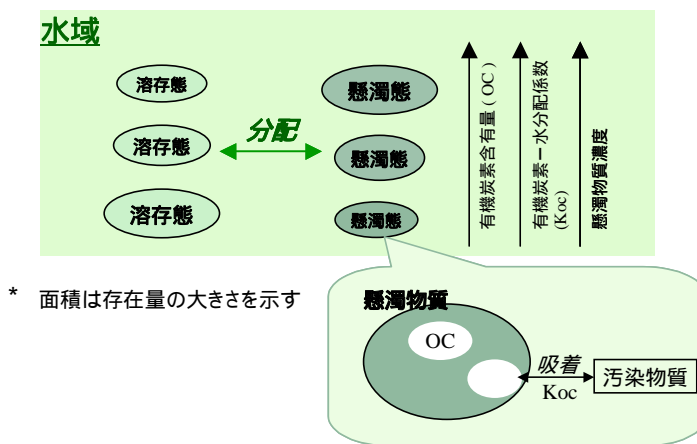 水域
溶存態
懸濁態
溶存態
分配
懸濁態
溶存態
懸濁態
有機炭素含有量(OC)
有機炭素ー水分配係数
(Koc)
懸濁物質濃度
* 面積は存在量の大きさを示す
懸濁物質
OC
吸着
Koc
汚染物質